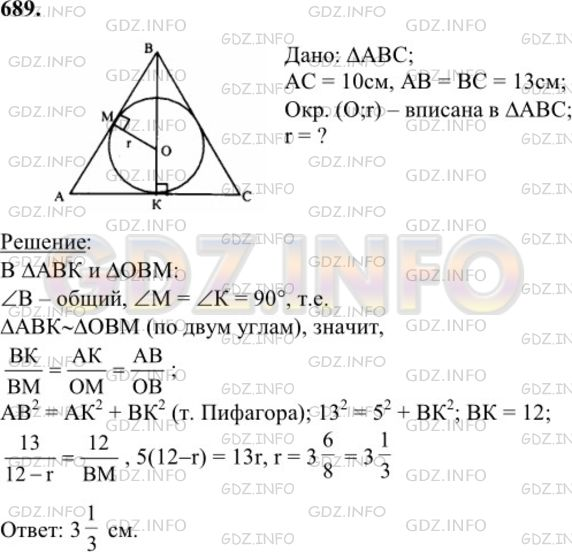 689.
Дано: ΔABC;
AC = 10см, AB = BC = 13см;
Окр. (O;r) – вписана в ΔABC;
r = ?
B
M
r
O
A
K
C
Решение:
В ΔABK и ΔOBM:
∠B – общий, ∠M = ∠K = 90°, т.е.
ΔABK~ΔOBM (по двум углам), значит,
BK/BM = AK/OM = AB/OB;
AB² = AK² + BK² (т. Пифагора); 13² = 5² + BK²; BK = 12;
13/(12 – r) = 12/BM, 5(12–r) = 13r, r = 3 6/8 = 3 1/3
Ответ: 3 1/3 см.
GDZ.INFO